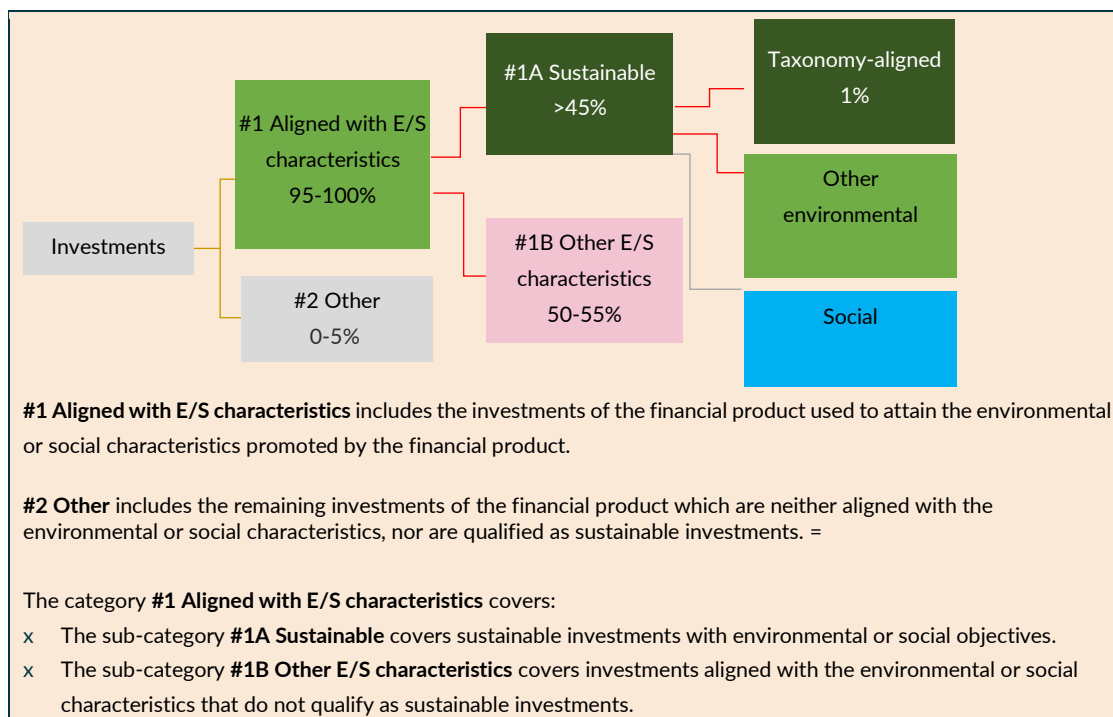 #1A Sustainable
>45%
Taxonomy-aligned
1%
#1 Aligned with E/S
characteristics
95-100%
Other
environmental
Investments
#1B Other E/S
characteristics
50-55%
#2 Other
0-5%
Social
#1 Aligned with E/S characteristics includes the investments of the financial product used to attain the environmental
or social characteristics promoted by the financial product.
#2 Other includes the remaining investments of the financial product which are neither aligned with the
environmental or social characteristics, nor are qualified as sustainable investments. =
The category #1 Aligned with E/S characteristics covers:
x The sub-category #1A Sustainable covers sustainable investments with environmental or social objectives.
x The sub-category #1B Other E/S characteristics covers investments aligned with the environmental or social
characteristics that do not qualify as sustainable investments.